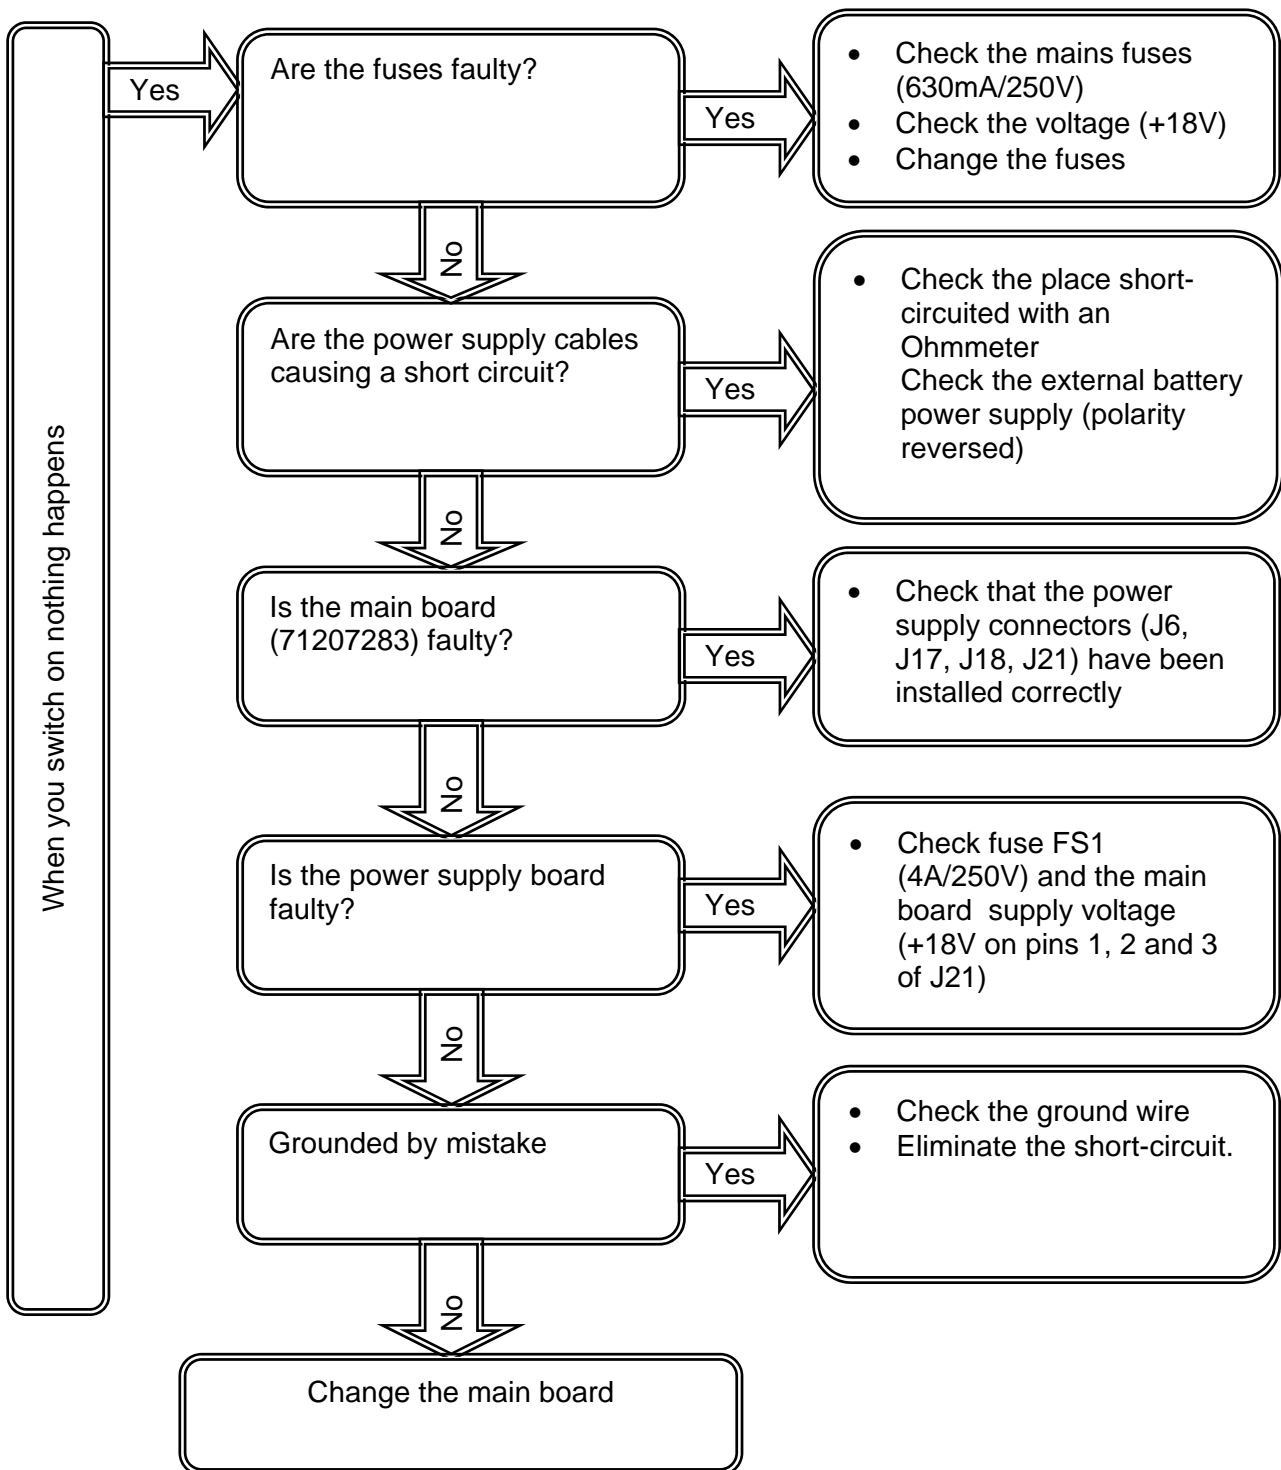 When you switch on nothing happens
Yes
Are the fuses faulty?
Yes
• Check the mains fuses
(630mA/250V)
• Check the voltage (+18V)
• Change the fuses
No
Are the power supply cables
causing a short circuit?
Yes
• Check the place short-
circuited with an
Ohmmeter
Check the external battery
power supply (polarity
reversed)
No
Is the main board
(71207283) faulty?
Yes
• Check that the power
supply connectors (J6,
J17, J18, J21) have been
installed correctly
No
Is the power supply board
faulty?
Yes
• Check fuse FS1
(4A/250V) and the main
board supply voltage
(+18V on pins 1, 2 and 3
of J21)
No
Grounded by mistake
Yes
• Check the ground wire
• Eliminate the short-circuit.
No
Change the main board